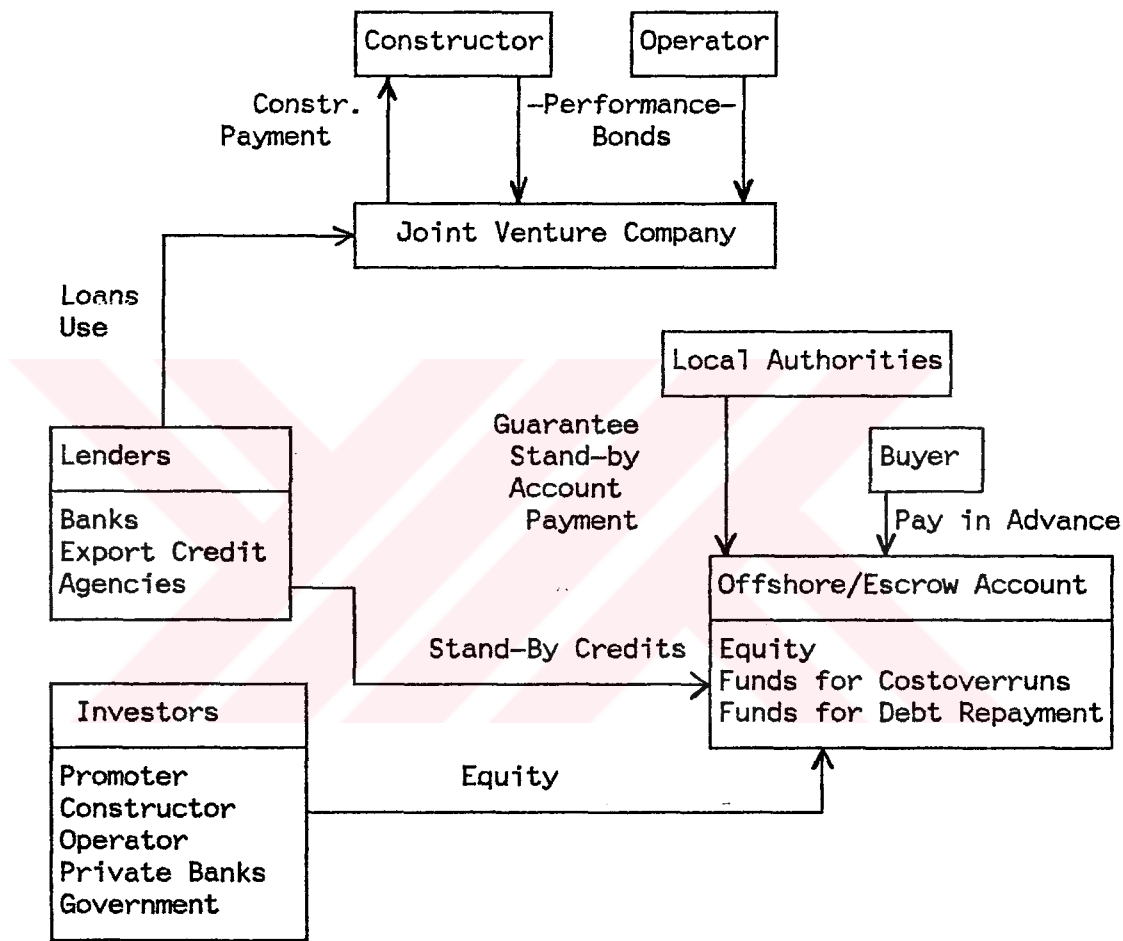 Constructor
Operator
Constr.
Payment
—Performance—
Bonds
Joint Venture Company
Loans
Use
Local Authorities
Guarantee
Stand—by
Account
Payment
Buyer
Pay in Advance
Lenders
Banks
Export Credit
Agencies
Offshore/Escrow Account
Equity
Funds for Costoverruns
Funds for Debt Repayment
Stand—By Credits
Investors
Promoter
Constructor
Operator
Private Banks
Government
Equity